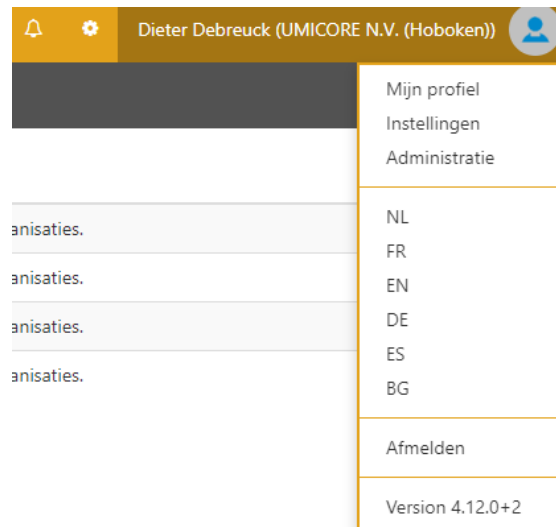 Dieter Debreuck (UMICORE N.V. (Hoboken))
Mijn profiel
Instellingen
Administratie
NL
FR
EN
DE
ES
BG
Afmelden
Version 4.12.0+2
anisaties.
anisaties.
anisaties.
anisaties.